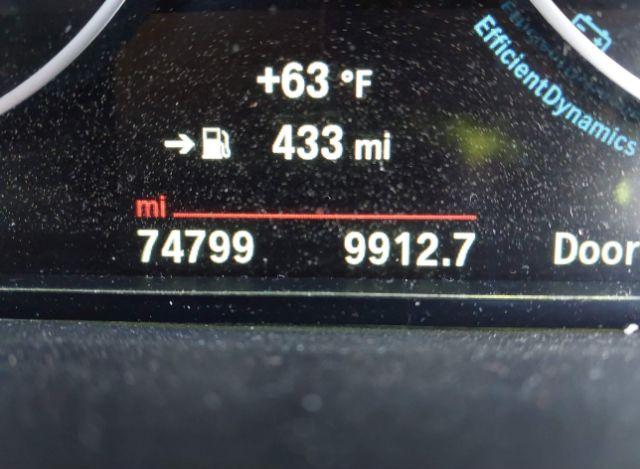 +63 °F
EfficientDynamics
433 mi
mi
74799 9912.7 Door